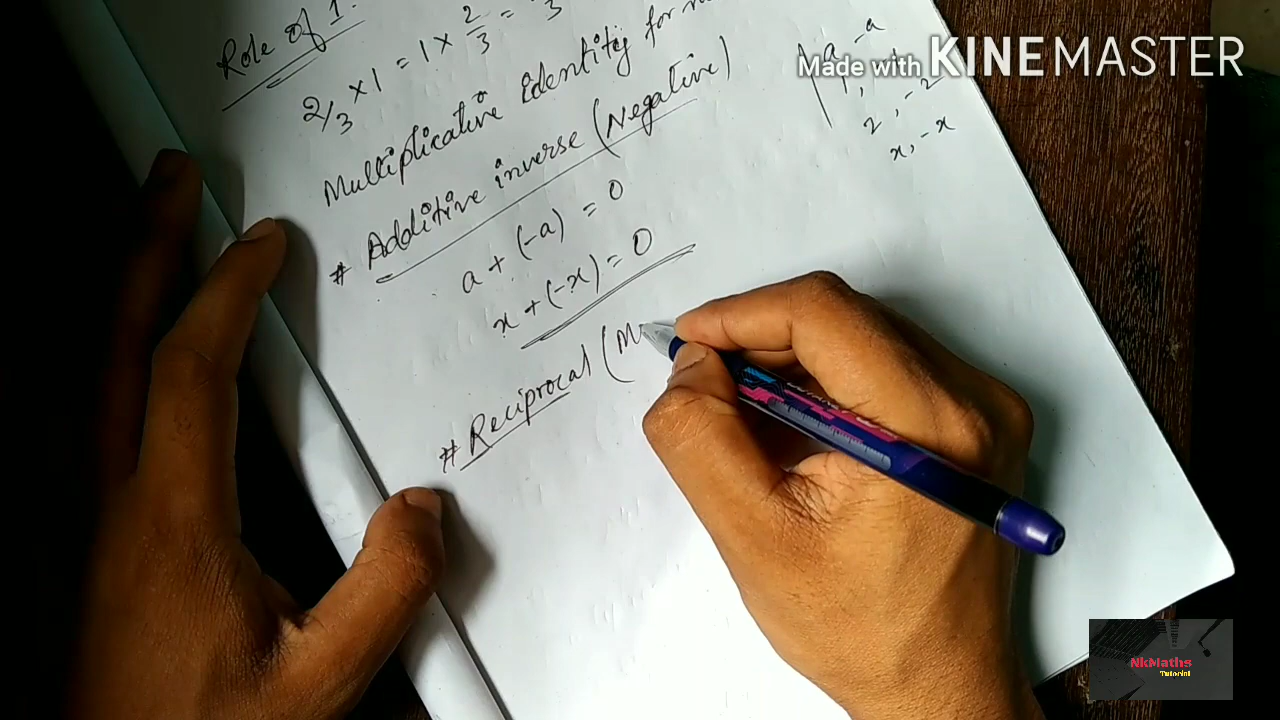 Role of 1.
2/3 × 1 = 1 × 2/3 =
Multiplicative Identity for
# Additive inverse (Negative)
a + (-a) = 0
x + (-x) = 0
# Reciprocal (M
a, -a
2, -2
x, -x
Made with KINEMASTER
NkMaths
Tutorial